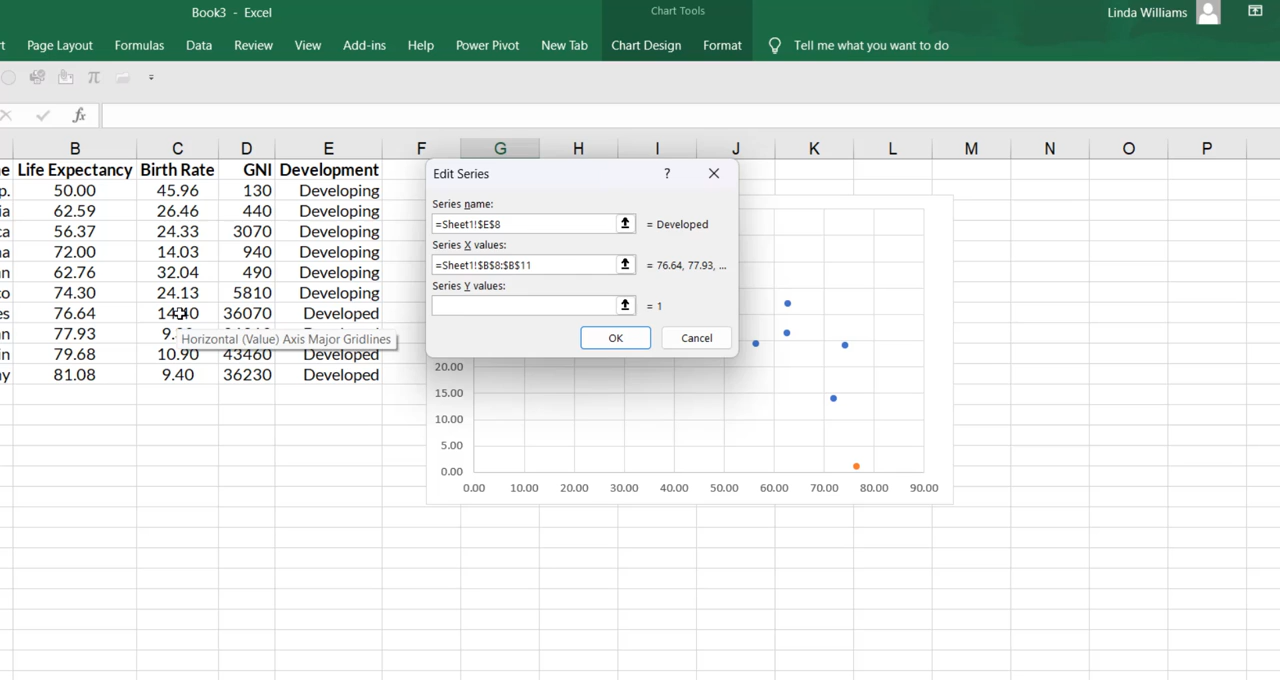 Book3 - Excel
Chart Tools
Linda Williams
Page Layout
Formulas
Data
Review
View
Add-ins
Help
Power Pivot
New Tab
Chart Design
Format
Tell me what you want to do
π
fx
B C D E F G H I J K L M N O P
Life Expectancy Birth Rate GNI Development
50.00 45.96 130 Developing
62.59 26.46 440 Developing
56.37 24.33 3070 Developing
72.00 14.03 940 Developing
62.76 32.04 490 Developing
74.30 24.13 5810 Developing
76.64 14.40 36070 Developed
77.93
79.68 10.90 43460 Developed
81.08 9.40 36230 Developed
Horizontal (Value) Axis Major Gridlines
Edit Series ?
Series name:
=Sheet1!$E$8 = Developed
Series X values:
=Sheet1!$B$8:$B$11 = 76.64, 77.93, ...
Series Y values:
= 1
OK Cancel
20.00
15.00
10.00
5.00
0.00
0.00 10.00 20.00 30.00 40.00 50.00 60.00 70.00 80.00 90.00